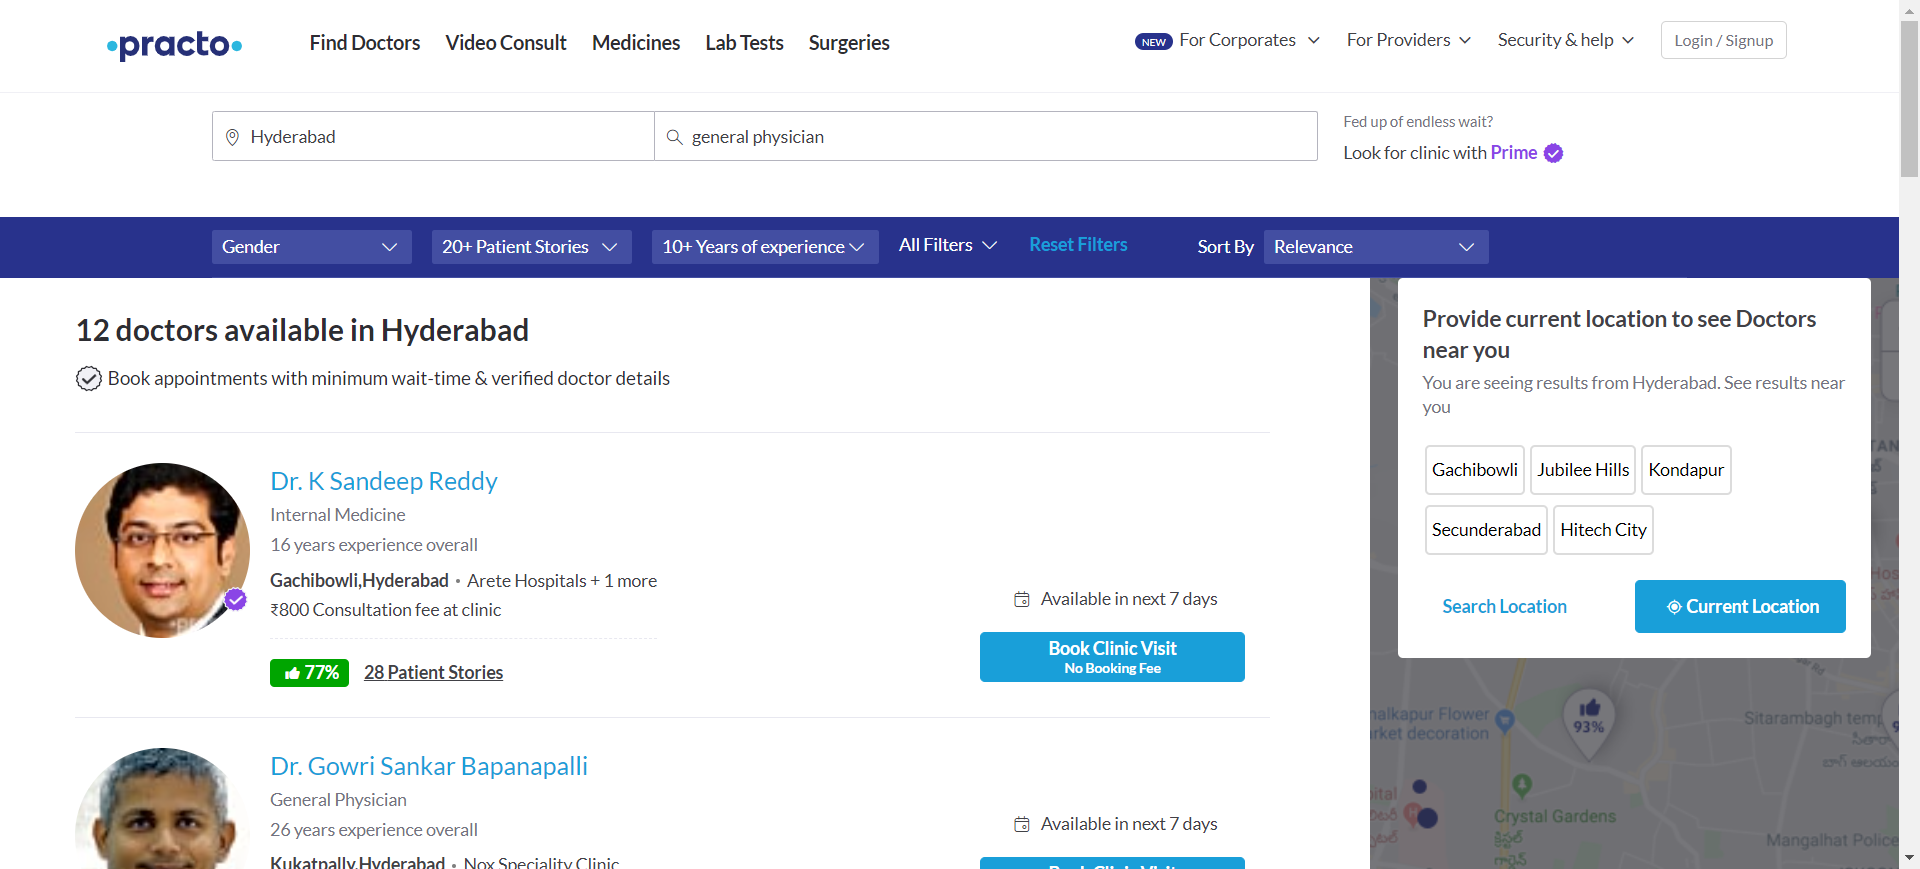 practo
Find Doctors
Video Consult
Medicines
Lab Tests
Surgeries
NEW For Corporates
For Providers
Security & help
Login / Signup
Hyderabad
general physician
Fed up of endless wait?
Look for clinic with Prime
Gender
20+ Patient Stories
10+ Years of experience
All Filters
Reset Filters
Sort By
Relevance
12 doctors available in Hyderabad
Book appointments with minimum wait-time & verified doctor details
Dr. K Sandeep Reddy
Internal Medicine
16 years experience overall
Gachibowli,Hyderabad • Arete Hospitals + 1 more
₹800 Consultation fee at clinic
77% 28 Patient Stories
Available in next 7 days
Book Clinic Visit
No Booking Fee
Dr. Gowri Sankar Bapanapalli
General Physician
26 years experience overall
Kukatpally,Hyderabad • Nox Speciality Clinic
Available in next 7 days
Book Clinic Visit
Provide current location to see Doctors
near you
You are seeing results from Hyderabad. See results near
you
Gachibowli
Jubilee Hills
Kondapur
Secunderabad
Hitech City
Search Location
Current Location
93%
Sitarambagh temp
సీతారా
బాగ్ ఆలయం
rket decoration
Crystal Gardens
క్రిస్టల్
గార్డెన్
Mangalhat Police